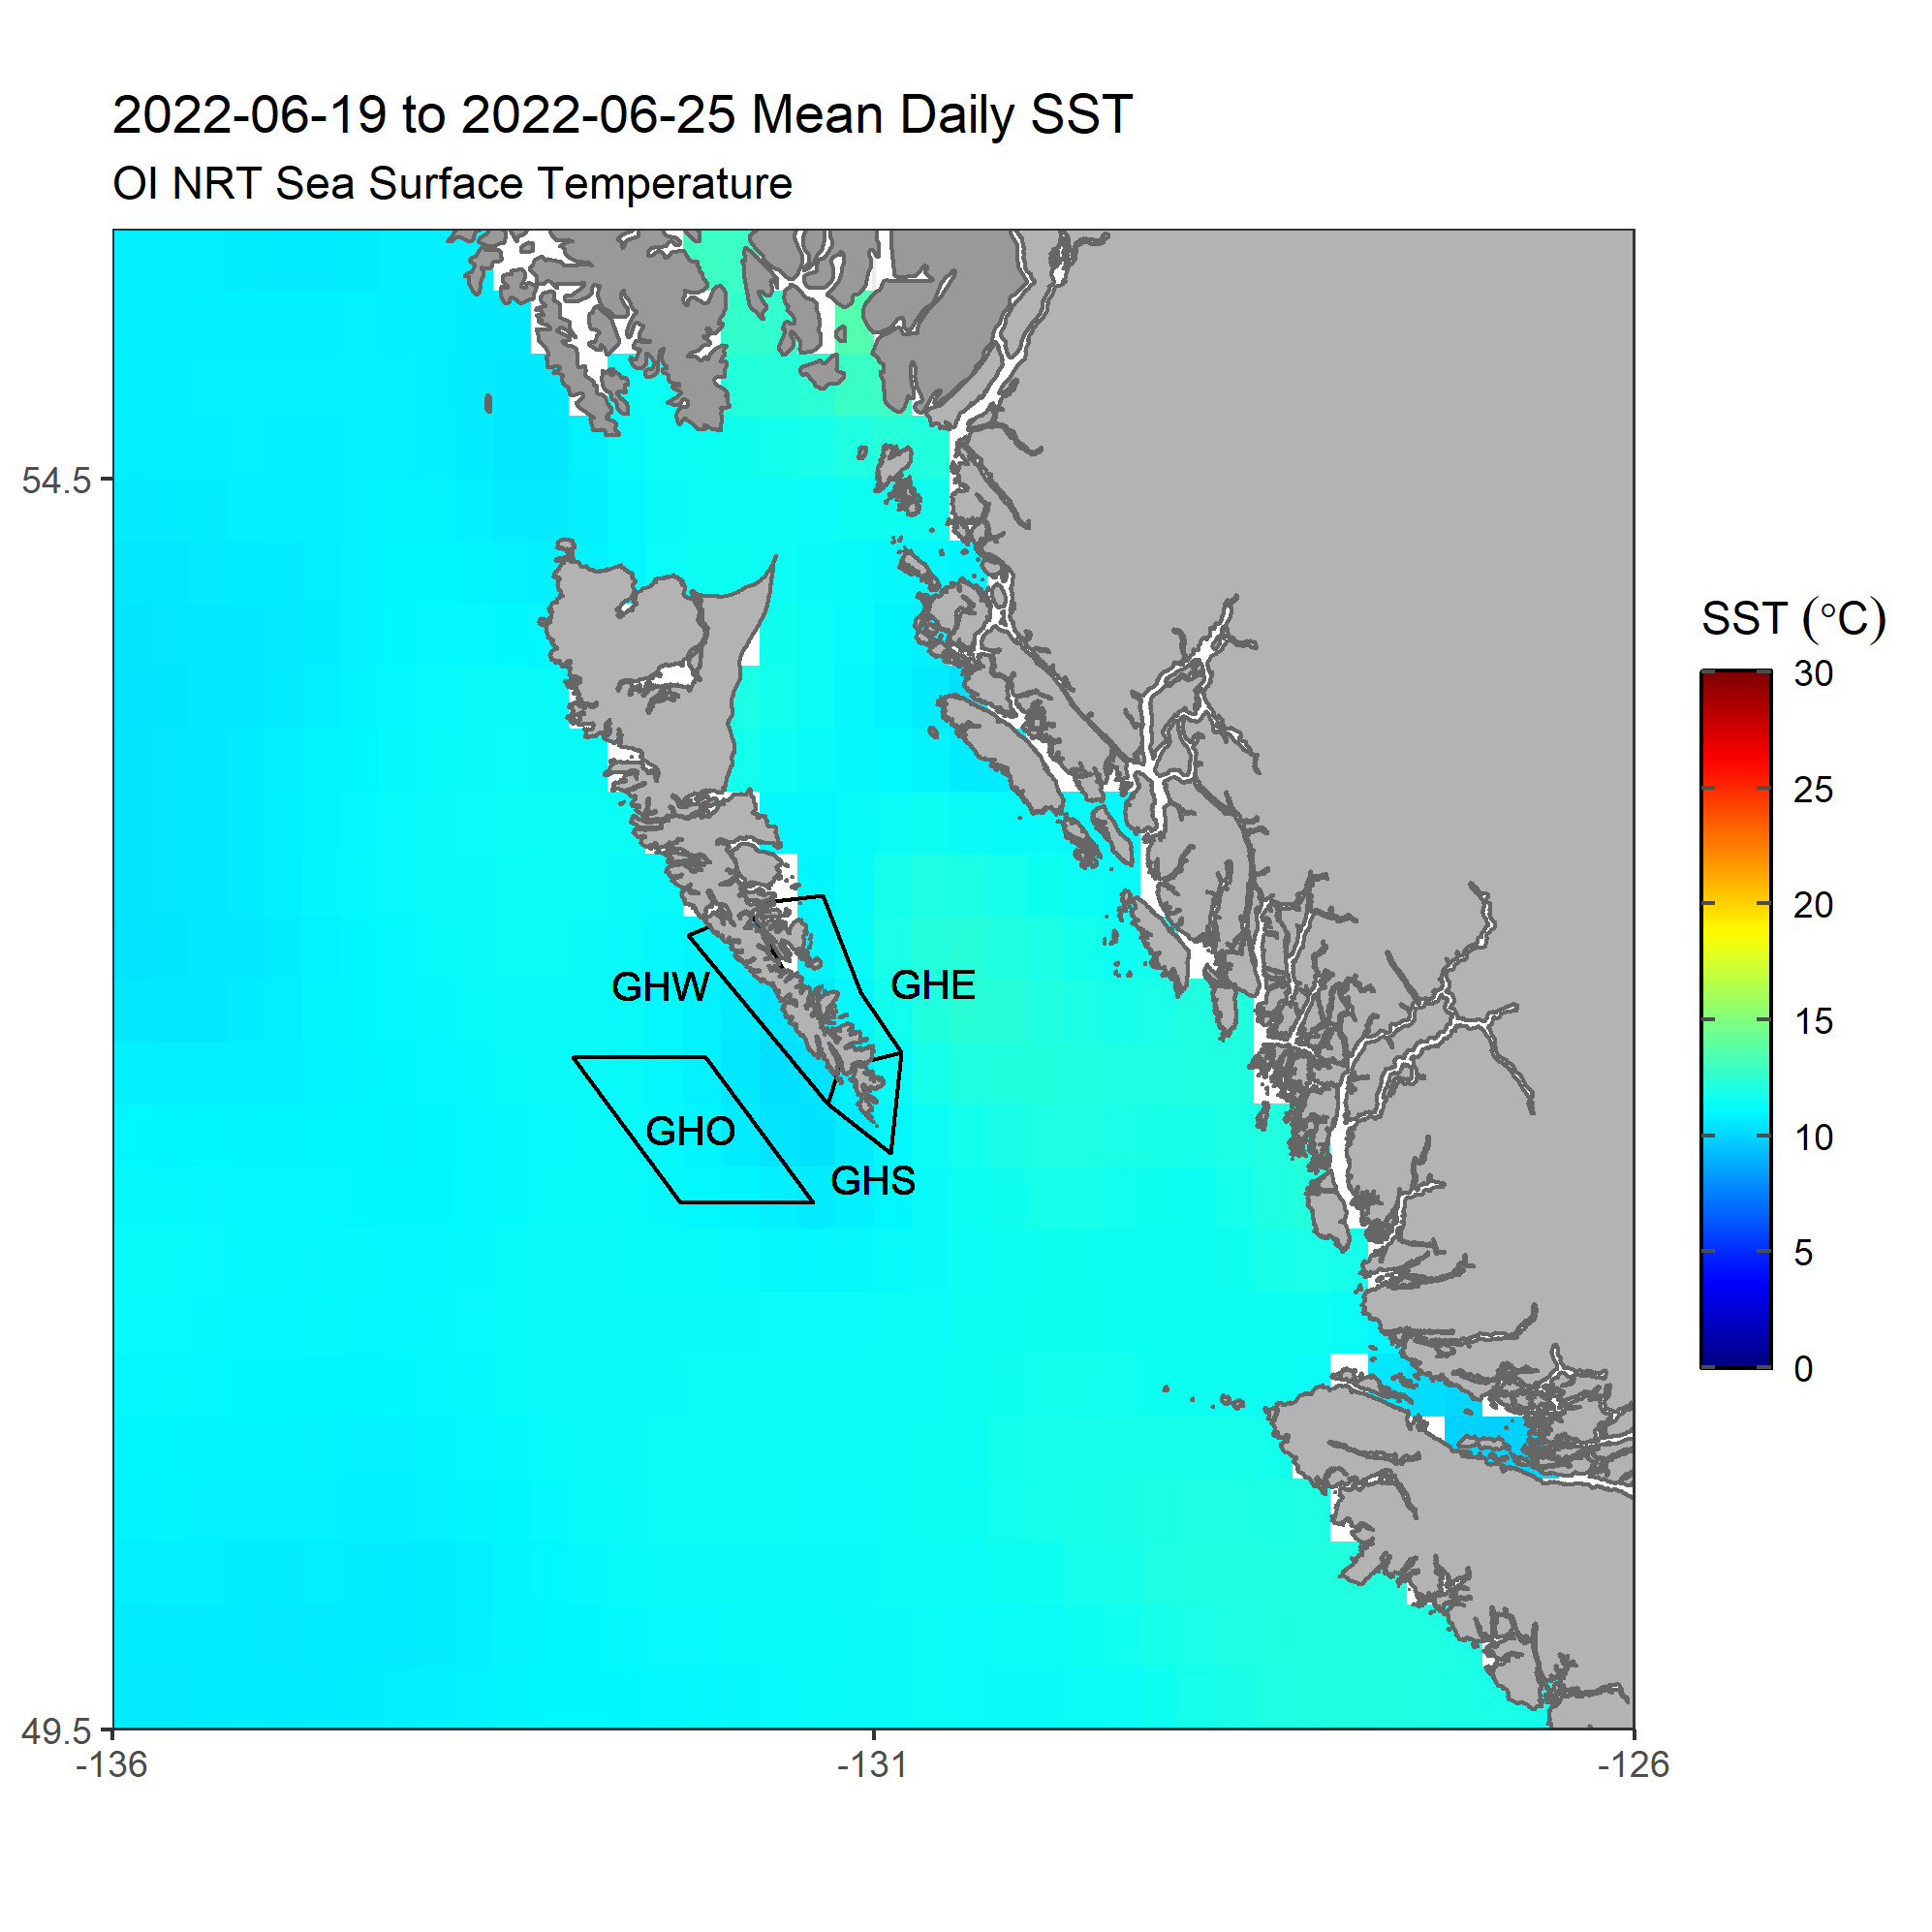 2022-06-19 to 2022-06-25 Mean Daily SST
OI NRT Sea Surface Temperature
54.5
49.5
-136
-131
-126
GHW
GHE
GHO
GHS
SST (°C)
30
25
20
15
10
5
0